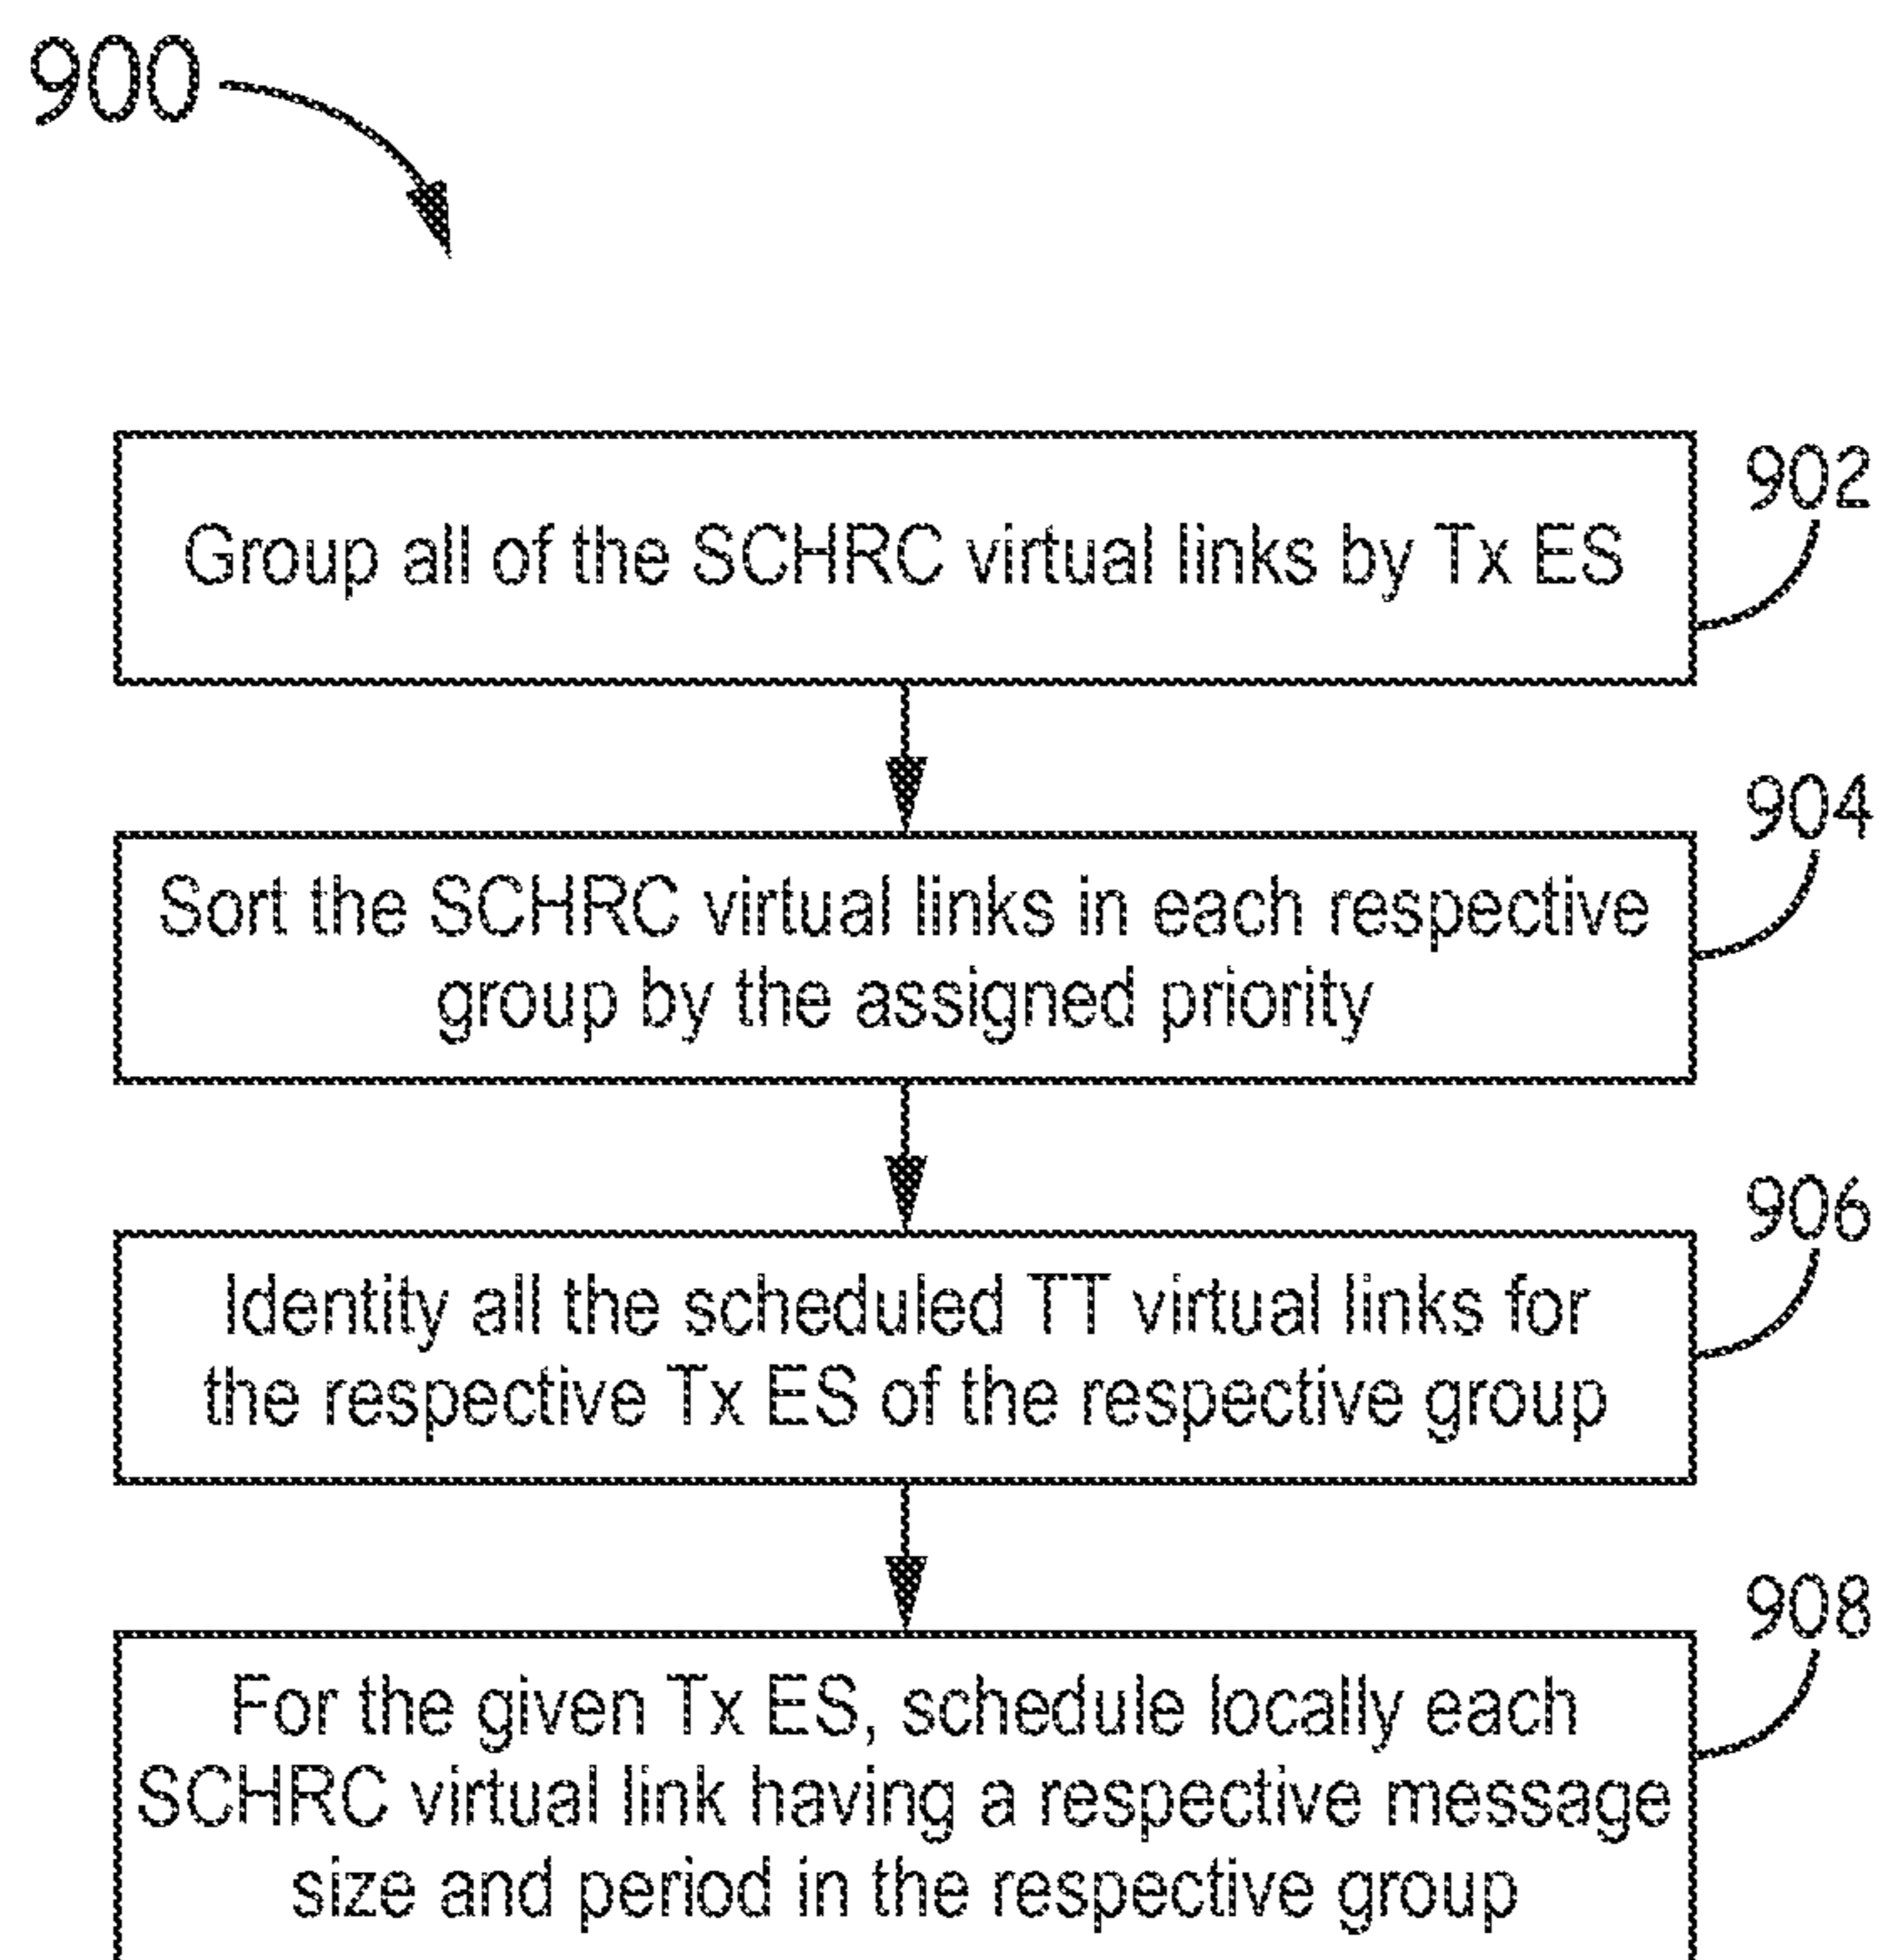 900
902
Group all of the SCHRC virtual links by Tx ES
904
Sort the SCHRC virtual links in each respective
group by the assigned priority
906
Identity all the scheduled TT virtual links for
the respective Tx ES of the respective group
908
For the given Tx ES, schedule locally each
SCHRC virtual link having a respective message
size and period in the respective group